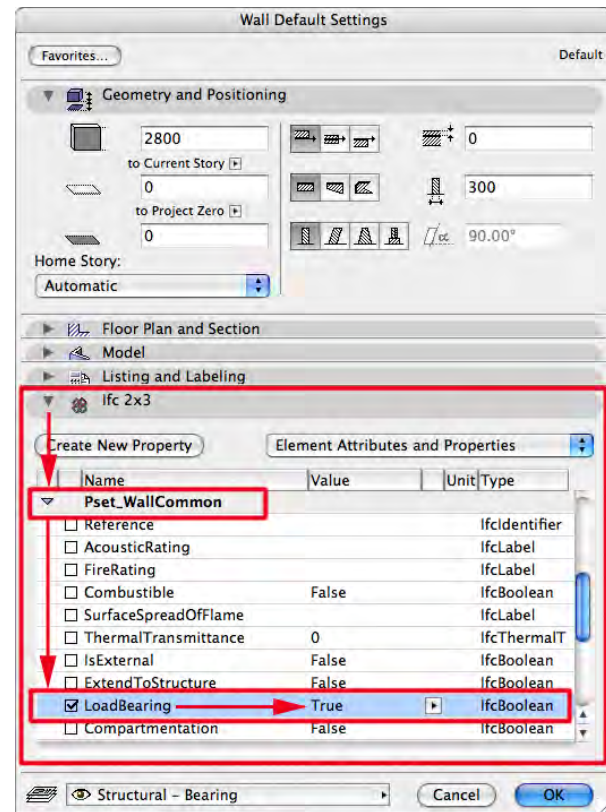 Wall Default Settings
Favorites... Default
Geometry and Positioning
2800 0
to Current Story
0 300
to Project Zero
0 α 90.00°
Home Story:
Automatic
Floor Plan and Section
Model
Listing and Labeling
Ifc 2x3
Create New Property Element Attributes and Properties
Name Value Unit Type
Pset_WallCommon
Reference IfcIdentifier
AcousticRating IfcLabel
FireRating IfcLabel
Combustible False IfcBoolean
SurfaceSpreadOfFlame IfcLabel
ThermalTransmittance 0 IfcThermalT
IsExternal False IfcBoolean
ExtendToStructure False IfcBoolean
LoadBearing True IfcBoolean
Compartmentation False IfcBoolean
Structural - Bearing Cancel OK